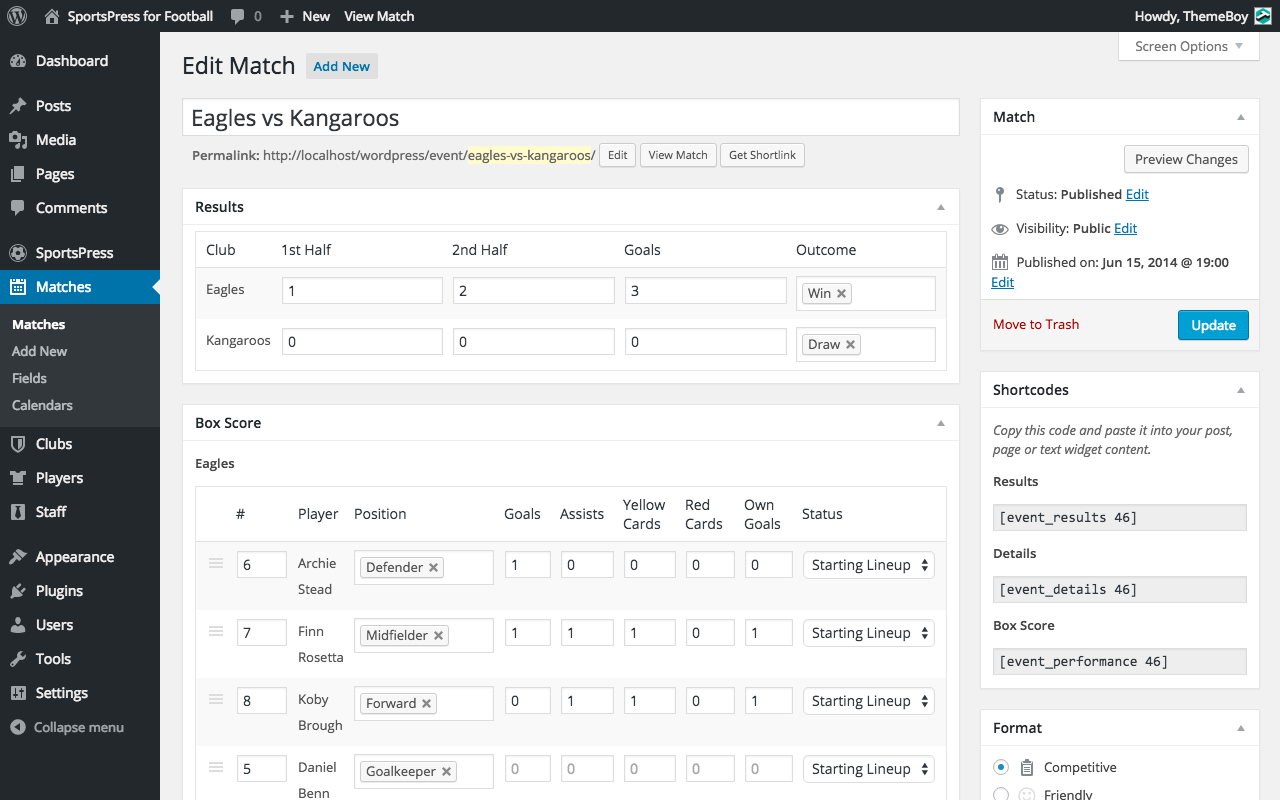 SportsPress for Football 0 New View Match Howdy, ThemeBoy
Dashboard
Posts
Media
Pages
Comments
SportsPress
Matches
Matches
Add New
Fields
Calendars
Clubs
Players
Staff
Appearance
Plugins
Users
Tools
Settings
Collapse menu
Screen Options
Edit Match Add New
Eagles vs Kangaroos
Permalink: http://localhost/wordpress/event/eagles-vs-kangaroos/ Edit View Match Get Shortlink
Results
Club 1st Half 2nd Half Goals Outcome
Eagles 1 2 3 Win
Kangaroos 0 0 0 Draw
Box Score
Eagles
# Player Position Goals Assists Yellow Cards Red Cards Own Goals Status
6 Archie Stead Defender 1 0 0 0 0 Starting Lineup
7 Finn Rosetta Midfielder 1 1 1 0 1 Starting Lineup
8 Koby Brough Forward 0 1 1 0 1 Starting Lineup
5 Daniel Benn Goalkeeper 0 0 0 0 0 Starting Lineup
Match
Preview Changes
Status: Published Edit
Visibility: Public Edit
Published on: Jun 15, 2014 @ 19:00
Edit
Move to Trash Update
Shortcodes
Copy this code and paste it into your post,
page or text widget content.
Results
[event_results 46]
Details
[event_details 46]
Box Score
[event_performance 46]
Format
Competitive
Friendly